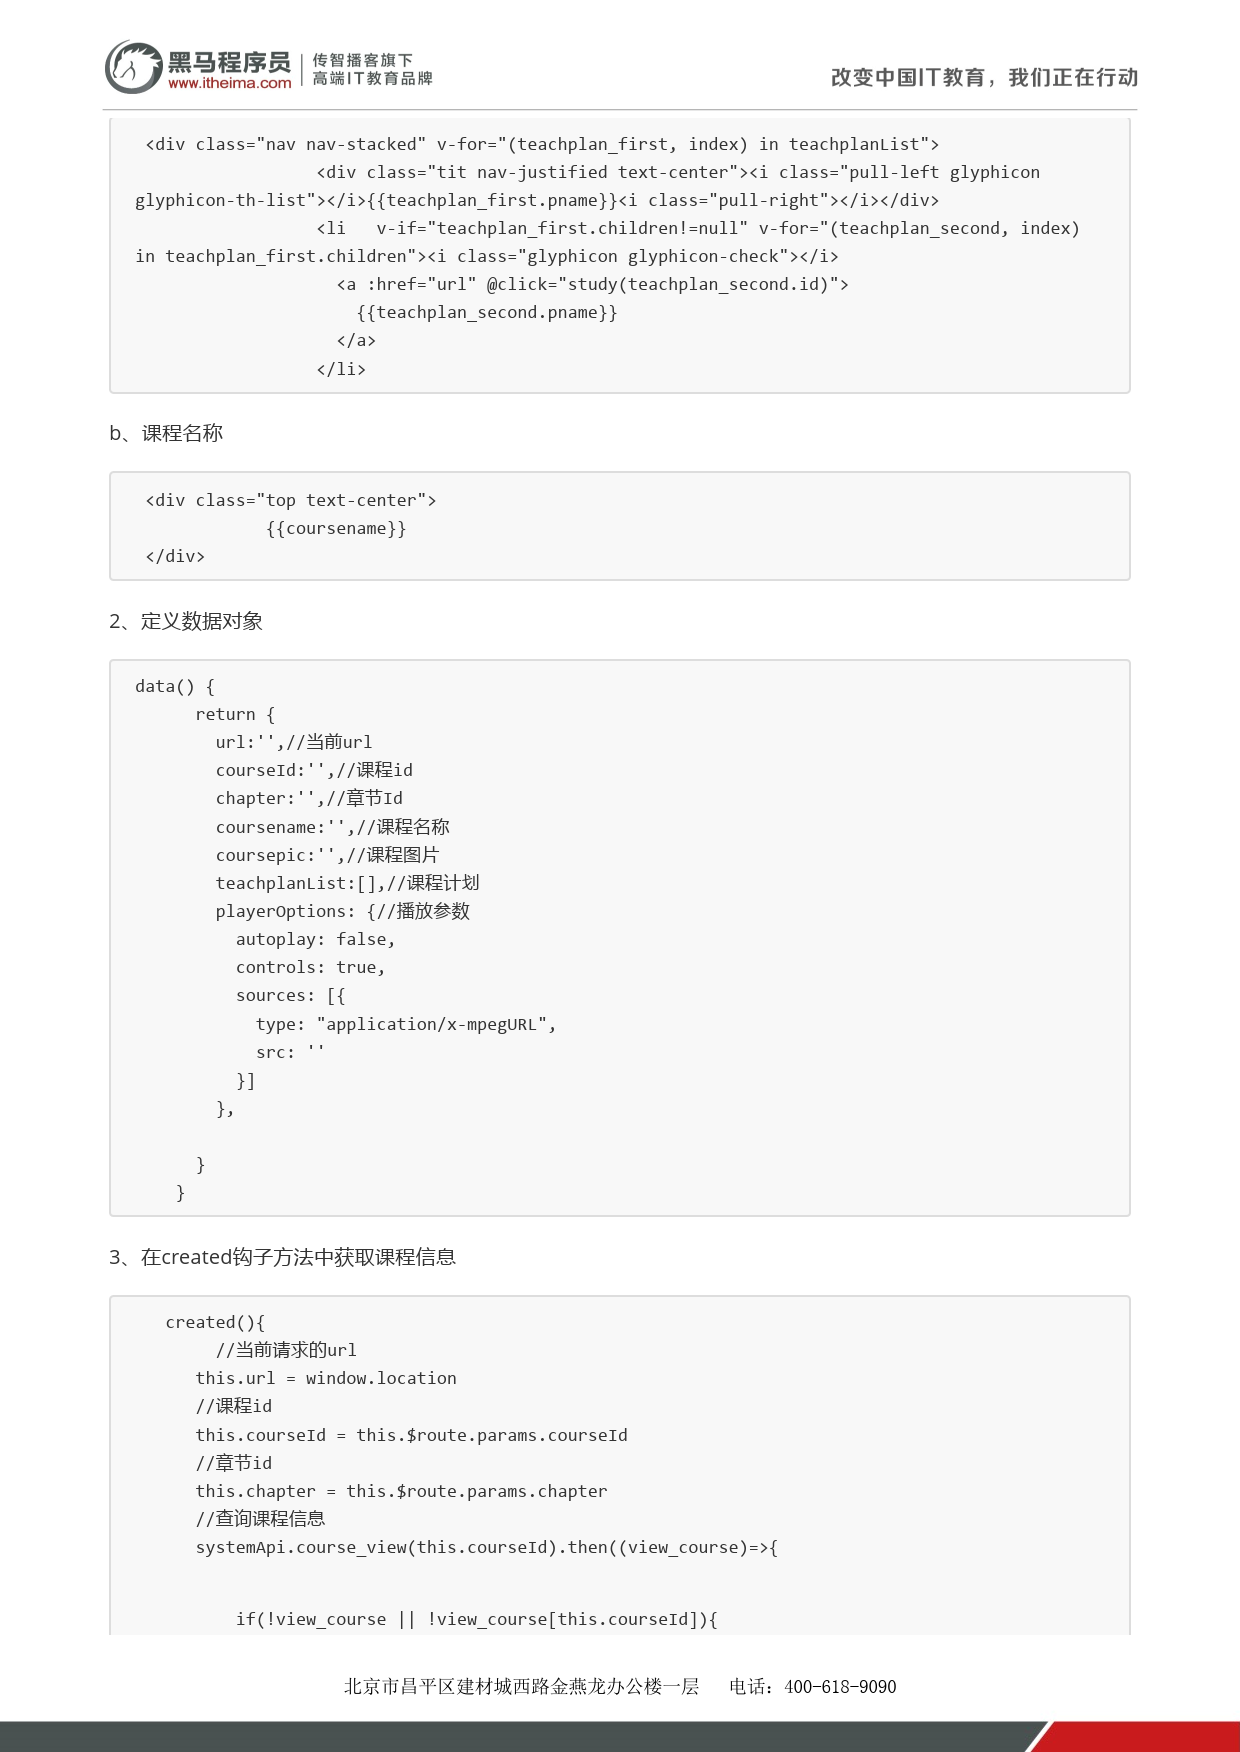 黑马程序员
www.itheima.com
传智播客旗下
高端IT教育品牌
改变中国IT教育，我们正在行动
<div class="nav nav-stacked" v-for="(teachplan_first, index) in teachplanList">
<div class="tit nav-justified text-center"><i class="pull-left glyphicon
glyphicon-th-list"></i>{{teachplan_first.pname}}<i class="pull-right"></i></div>
<li   v-if="teachplan_first.children!=null" v-for="(teachplan_second, index)
in teachplan_first.children"><i class="glyphicon glyphicon-check"></i>
<a :href="url" @click="study(teachplan_second.id)">
{{teachplan_second.pname}}
</a>
</li>
b、课程名称
<div class="top text-center">
{{coursename}}
</div>
2、定义数据对象
data() {
return {
url:'',//当前url
courseId:'',//课程id
chapter:'',//章节Id
coursename:'',//课程名称
coursepic:'',//课程图片
teachplanList:[],//课程计划
playerOptions: {//播放参数
autoplay: false,
controls: true,
sources: [{
type: "application/x-mpegURL",
src: ''
}]
},
}
}
3、在created钩子方法中获取课程信息
created(){
//当前请求的url
this.url = window.location
//课程id
this.courseId = this.$route.params.courseId
//章节id
this.chapter = this.$route.params.chapter
//查询课程信息
systemApi.course_view(this.courseId).then((view_course)=>{
if(!view_course || !view_course[this.courseId]){
北京市昌平区建材城西路金燕龙办公楼一层   电话：400-618-9090